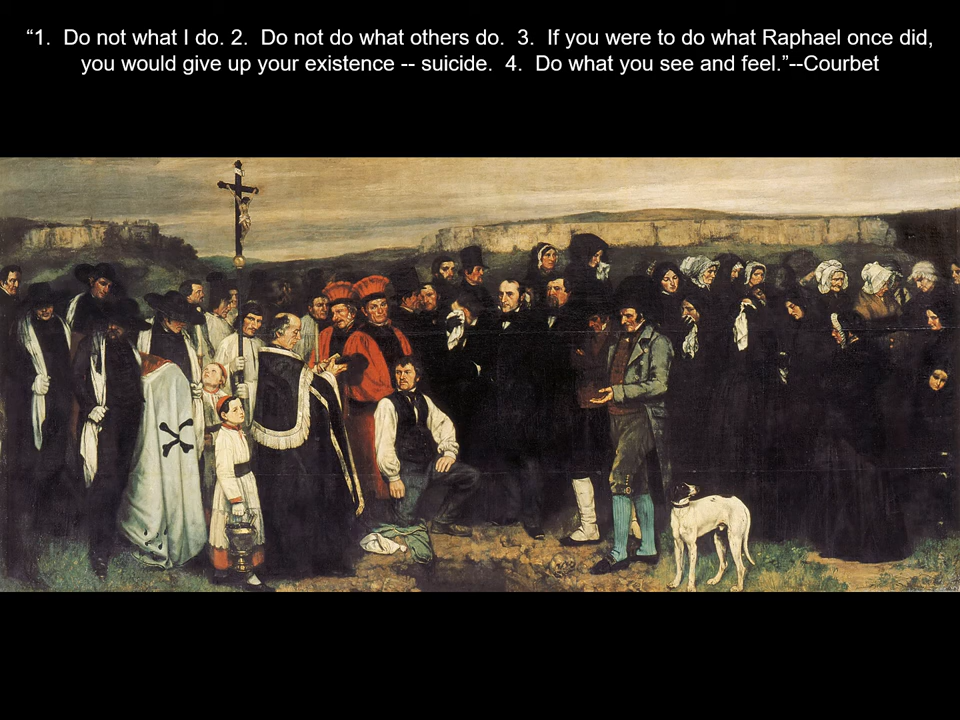 “1.  Do not what I do. 2.  Do not do what others do.  3.  If you were to do what Raphael once did,
you would give up your existence -- suicide.  4.  Do what you see and feel.”--Courbet